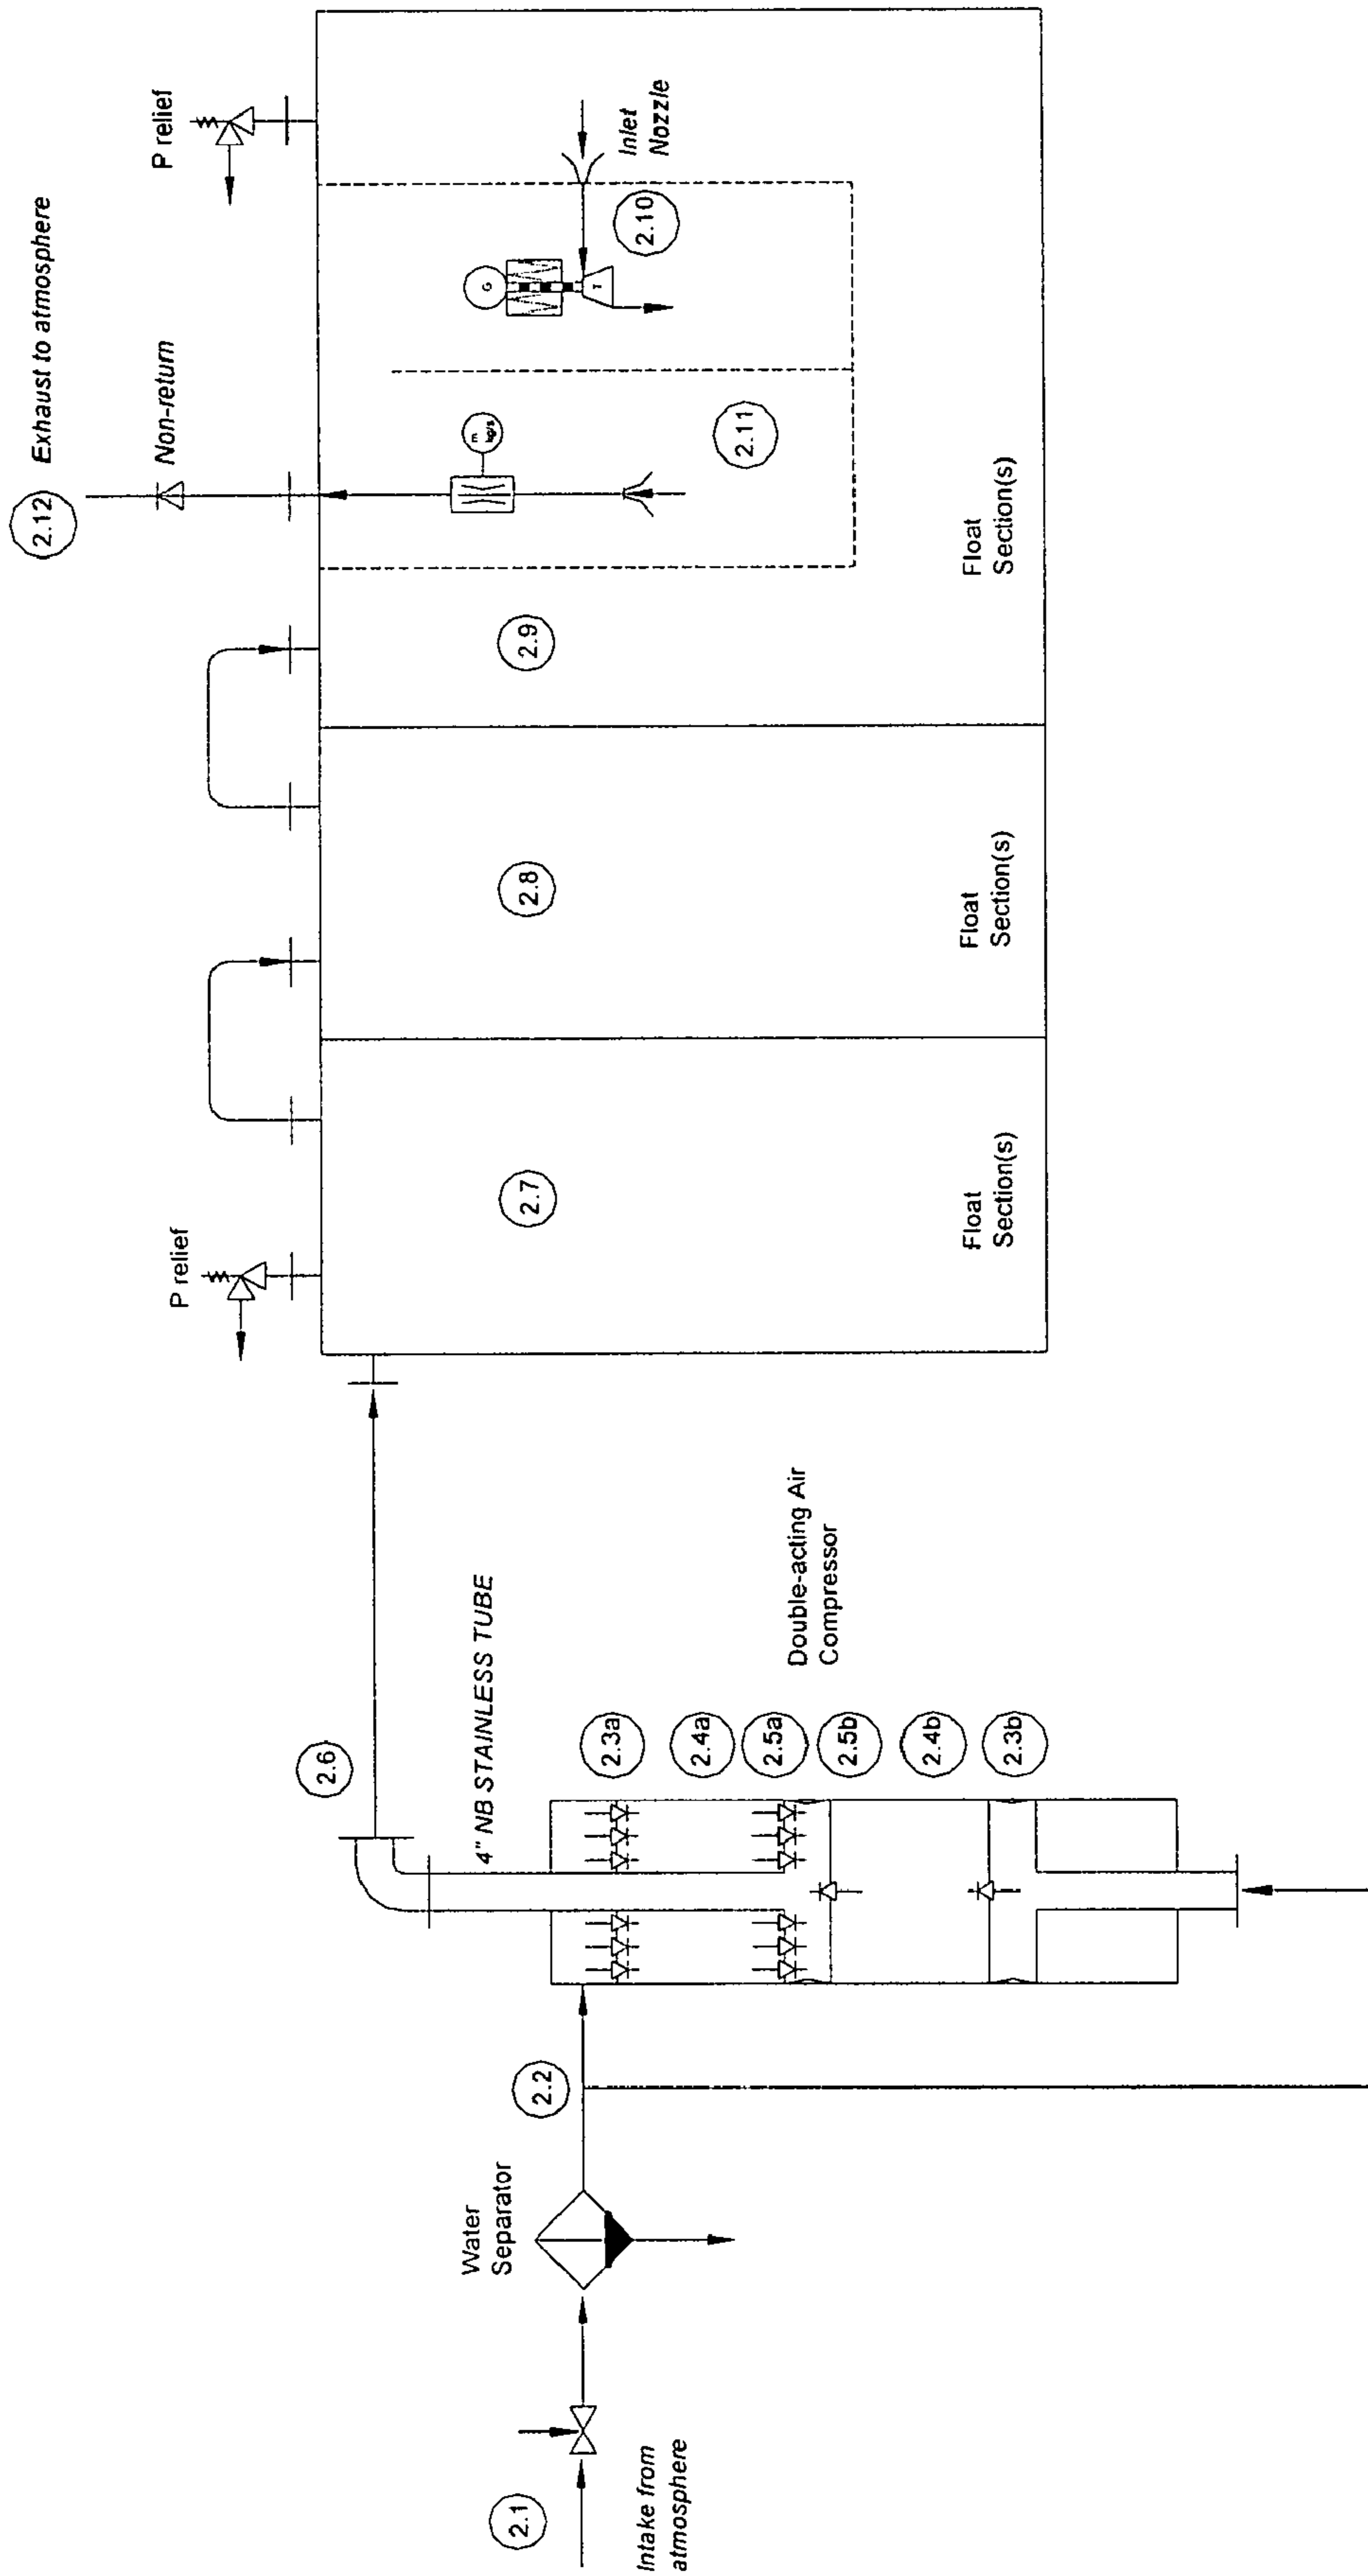 2.12
Exhaust to atmosphere
Non-return
P relief
P relief
Inlet
Nozzle
2.10
G
T
m
kg/s
2.11
2.9
2.8
2.7
Float
Section(s)
Float
Section(s)
Float
Section(s)
2.6
4" NB STAINLESS TUBE
2.3a
2.4a
2.5a
2.5b
2.4b
2.3b
Double-acting Air
Compressor
2.2
Water
Separator
2.1
Intake from
atmosphere